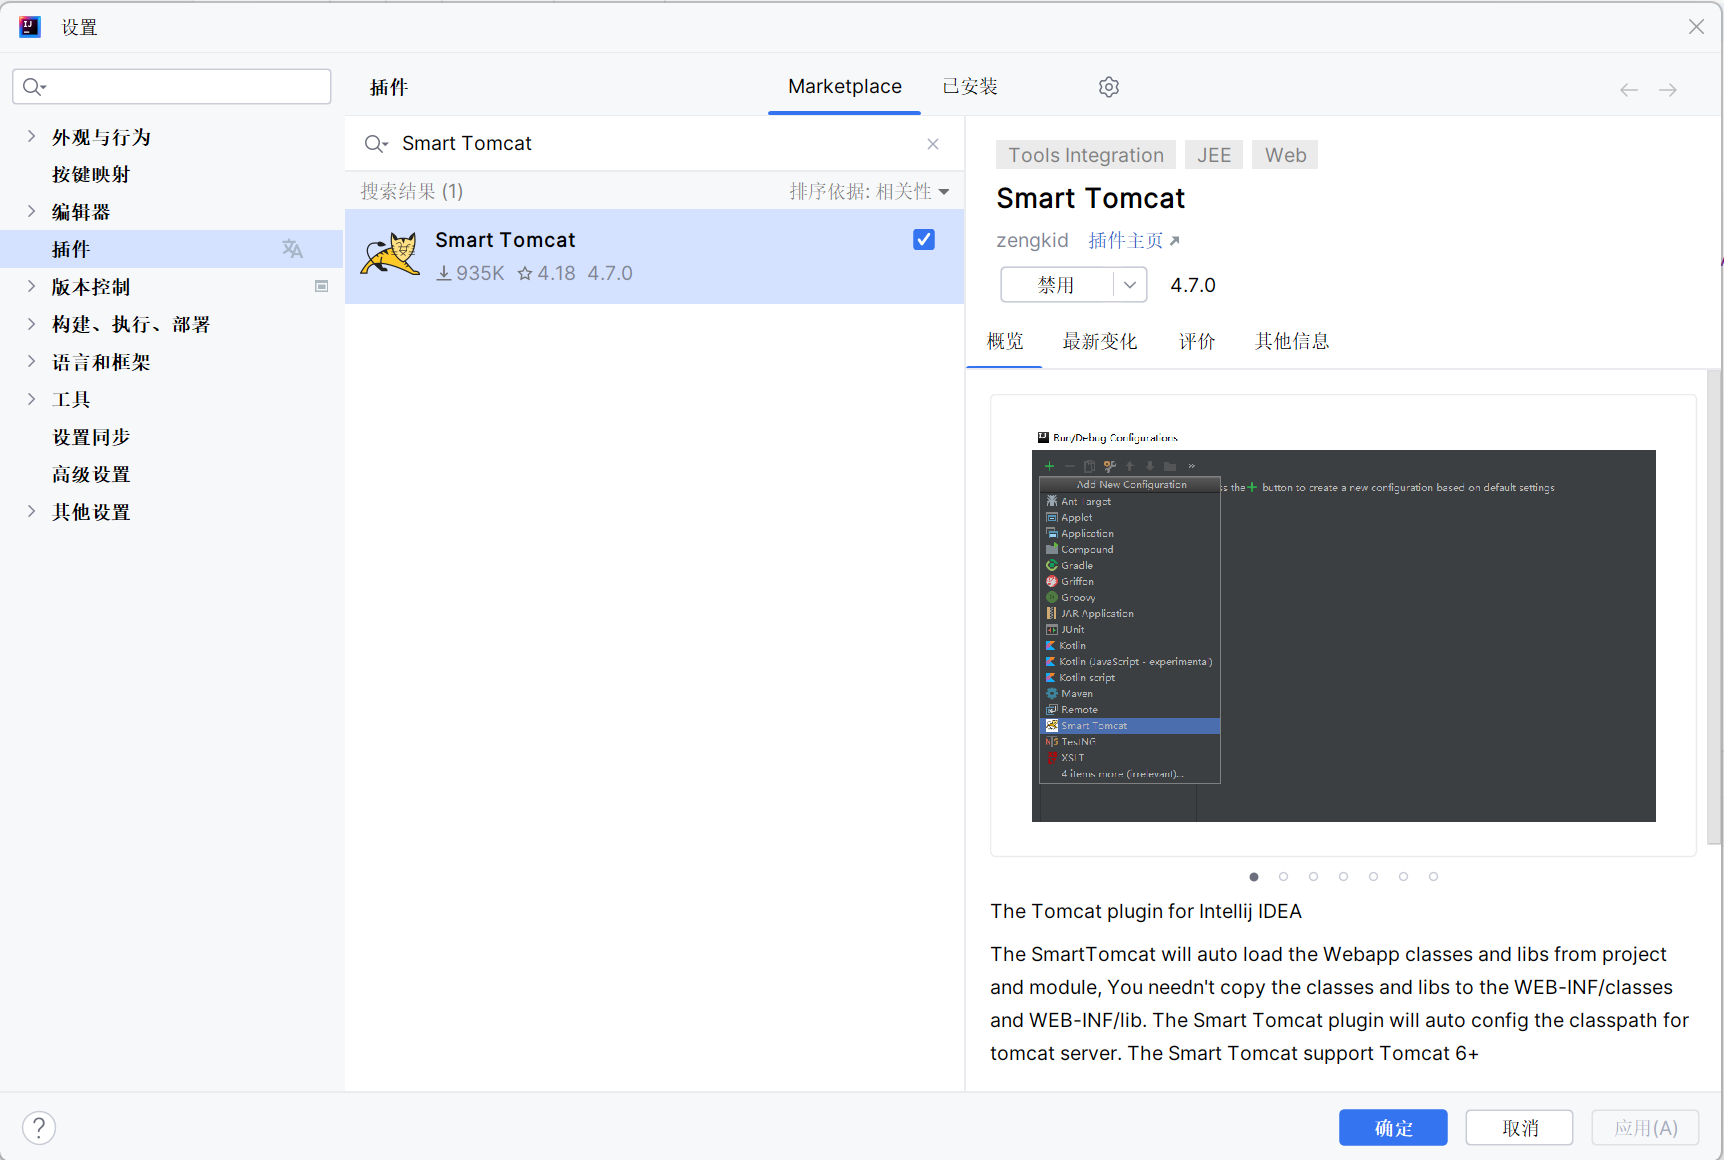 设置
插件
Marketplace
已安装
外观与行为
按键映射
编辑器
插件
版本控制
构建、执行、部署
语言和框架
工具
设置同步
高级设置
其他设置
Smart Tomcat
搜索结果 (1)
排序依据: 相关性
Smart Tomcat
935K 4.18 4.7.0
Tools Integration JEE Web
Smart Tomcat
zengkid 插件主页
禁用 4.7.0
概览 最新变化 评价 其他信息
Run/Debug Configurations
Add New Configuration
ss the + button to create a new configuration based on default settings
Ant Target
Applet
Application
Compound
Gradle
Griffon
Groovy
JAR Application
JUnit
Kotlin
Kotlin (JavaScript - experimental)
Kotlin script
Maven
Remote
Smart Tomcat
TestNG
XSLT
4 items more (irrelevant)...
The Tomcat plugin for Intellij IDEA
The SmartTomcat will auto load the Webapp classes and libs from project
and module, You needn't copy the classes and libs to the WEB-INF/classes
and WEB-INF/lib. The Smart Tomcat plugin will auto config the classpath for
tomcat server. The Smart Tomcat support Tomcat 6+
?
确定 取消 应用(A)